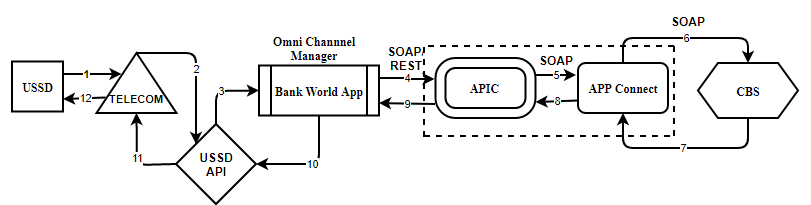 SOAP
6
Omni Channnel
Manager
SOAP/
REST
SOAP
1
2
4
5
USSD
12
TELECOM
3
Bank World App
9
APIC
8
APP Connect
CBS
USSD
API
11
10
7